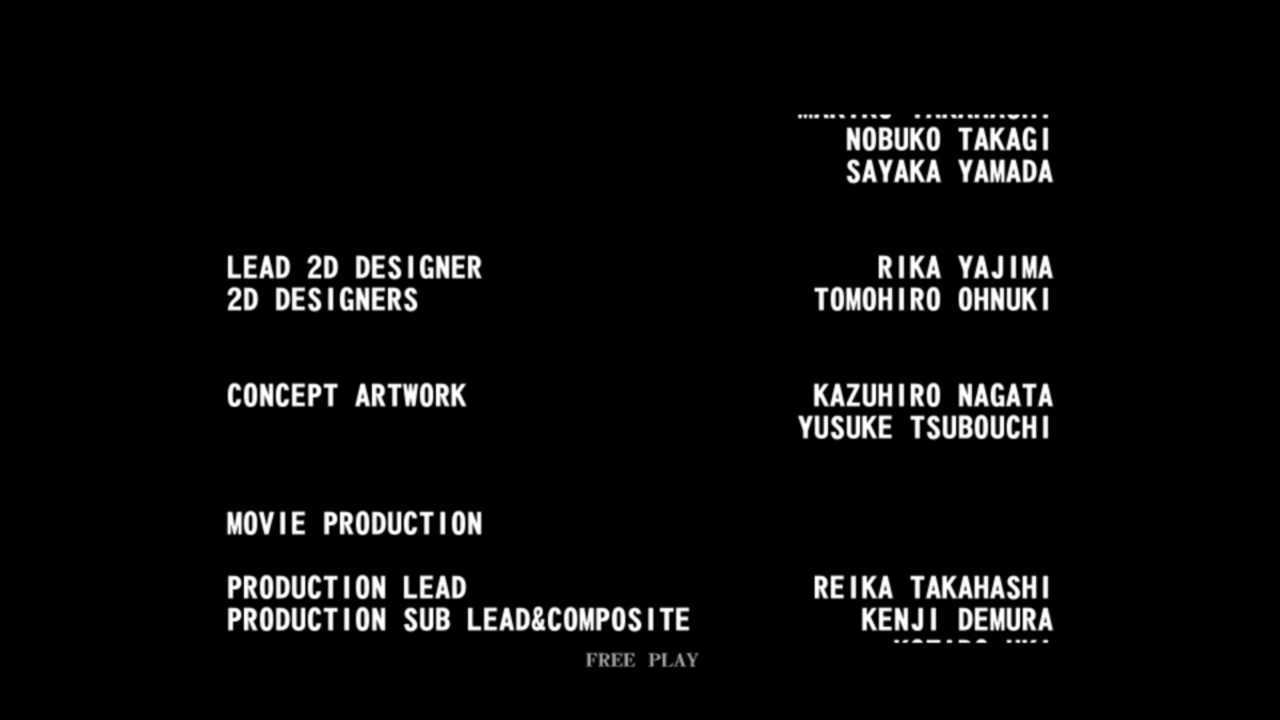 NOBUKO TAKAGI
SAYAKA YAMADA
LEAD 2D DESIGNER RIKA YAJIMA
2D DESIGNERS TOMOHIRO OHNUKI
CONCEPT ARTWORK KAZUHIRO NAGATA
YUSUKE TSUBOUCHI
MOVIE PRODUCTION
PRODUCTION LEAD REIKA TAKAHASHI
PRODUCTION SUB LEAD&COMPOSITE KENJI DEMURA
FREE PLAY